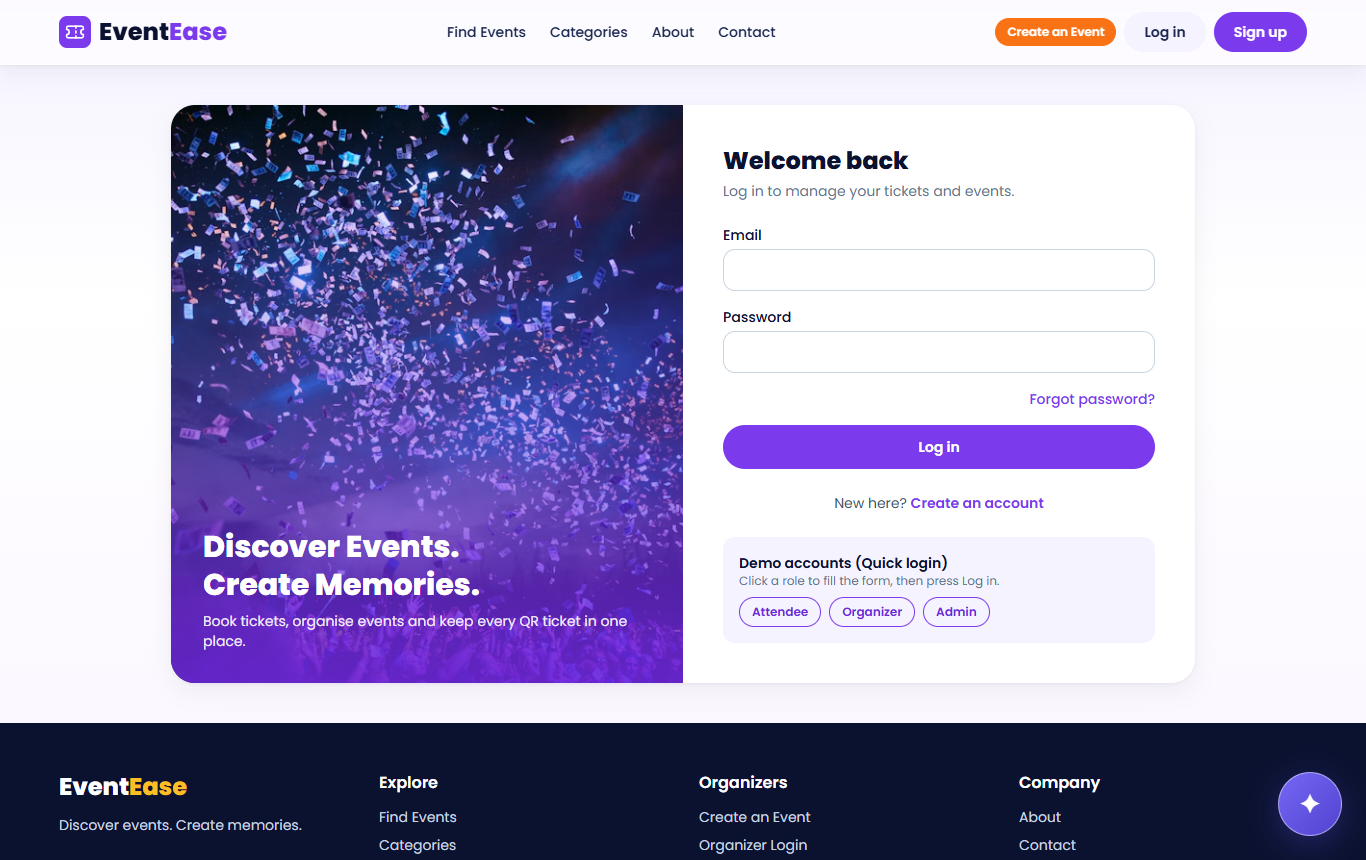 EventEase
Find Events
Categories
About
Contact
Create an Event
Log in
Sign up
Discover Events.
Create Memories.
Book tickets, organise events and keep every QR ticket in one
place.
Welcome back
Log in to manage your tickets and events.
Email
Password
Forgot password?
Log in
New here? Create an account
Demo accounts (Quick login)
Click a role to fill the form, then press Log in.
Attendee
Organizer
Admin
EventEase
Discover events. Create memories.
Explore
Find Events
Categories
Organizers
Create an Event
Organizer Login
Company
About
Contact